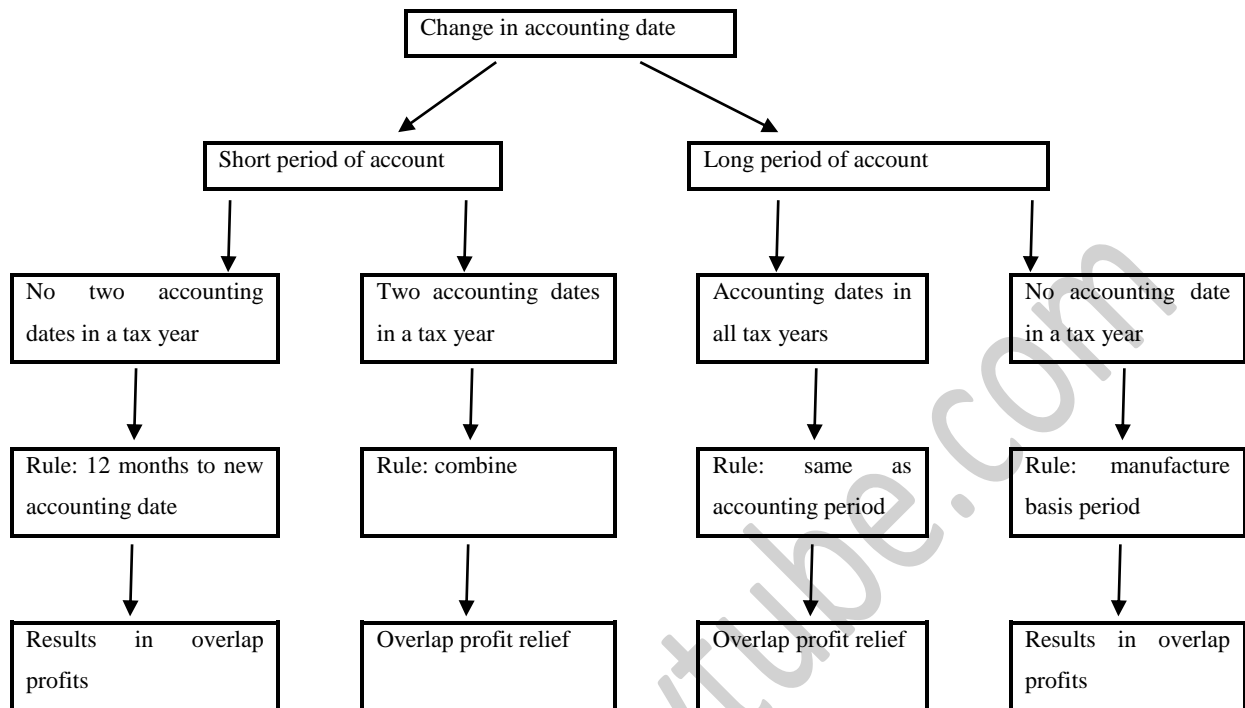 Change in accounting date
Short period of account
Long period of account
No two accounting
dates in a tax year
Two accounting dates
in a tax year
Accounting dates in
all tax years
No accounting date
in a tax year
Rule: 12 months to new
accounting date
Rule: combine
Rule: same as
accounting period
Rule: manufacture
basis period
Results in overlap
profits
Overlap profit relief
Overlap profit relief
Results in overlap
profits
tube.com